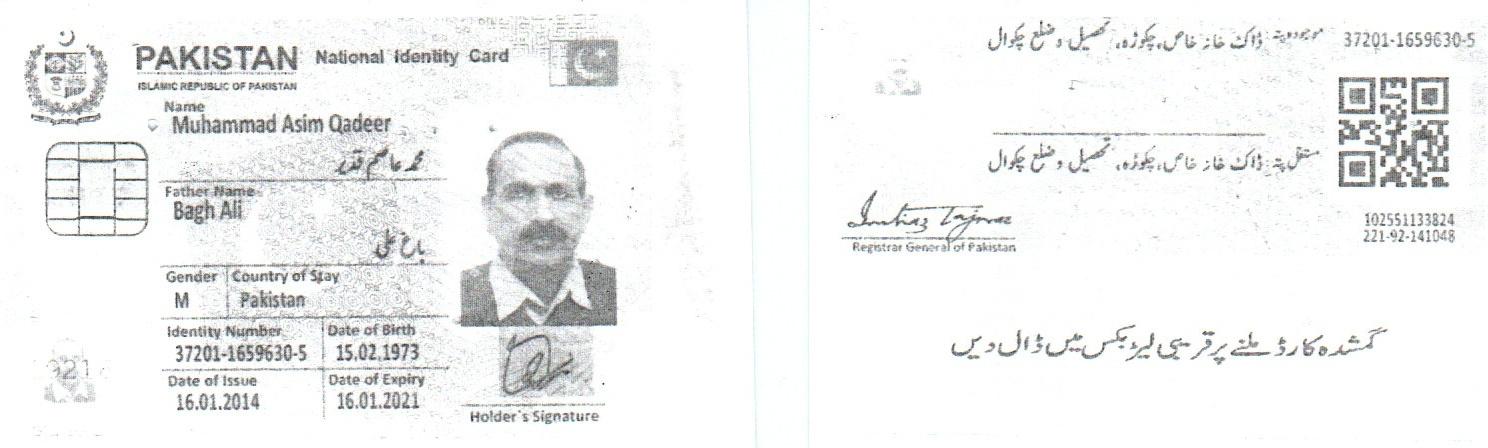 PAKISTAN National Identity Card
ISLAMIC REPUBLIC OF PAKISTAN
Name
Muhammad Asim Qadeer
محمد عاصم قدیر
Father Name
Bagh Ali
باغ علی
Gender Country of Stay
M Pakistan
Identity Number Date of Birth
37201-1659630-5 15.02.1973
Date of Issue Date of Expiry
16.01.2014 16.01.2021
Holder's Signature
37201-1659630-5
موجودہ پتہ ڈاک خانہ خاص، چکوڑہ، تحصیل و ضلع چکوال
مستقل پتہ ڈاک خانہ خاص، چکوڑہ، تحصیل و ضلع چکوال
Imtiaz Tajwar
Registrar General of Pakistan
102551133824
221-92-141048
گمشدہ کارڈ ملنے پر قریبی لیٹر بکس میں ڈال دیں